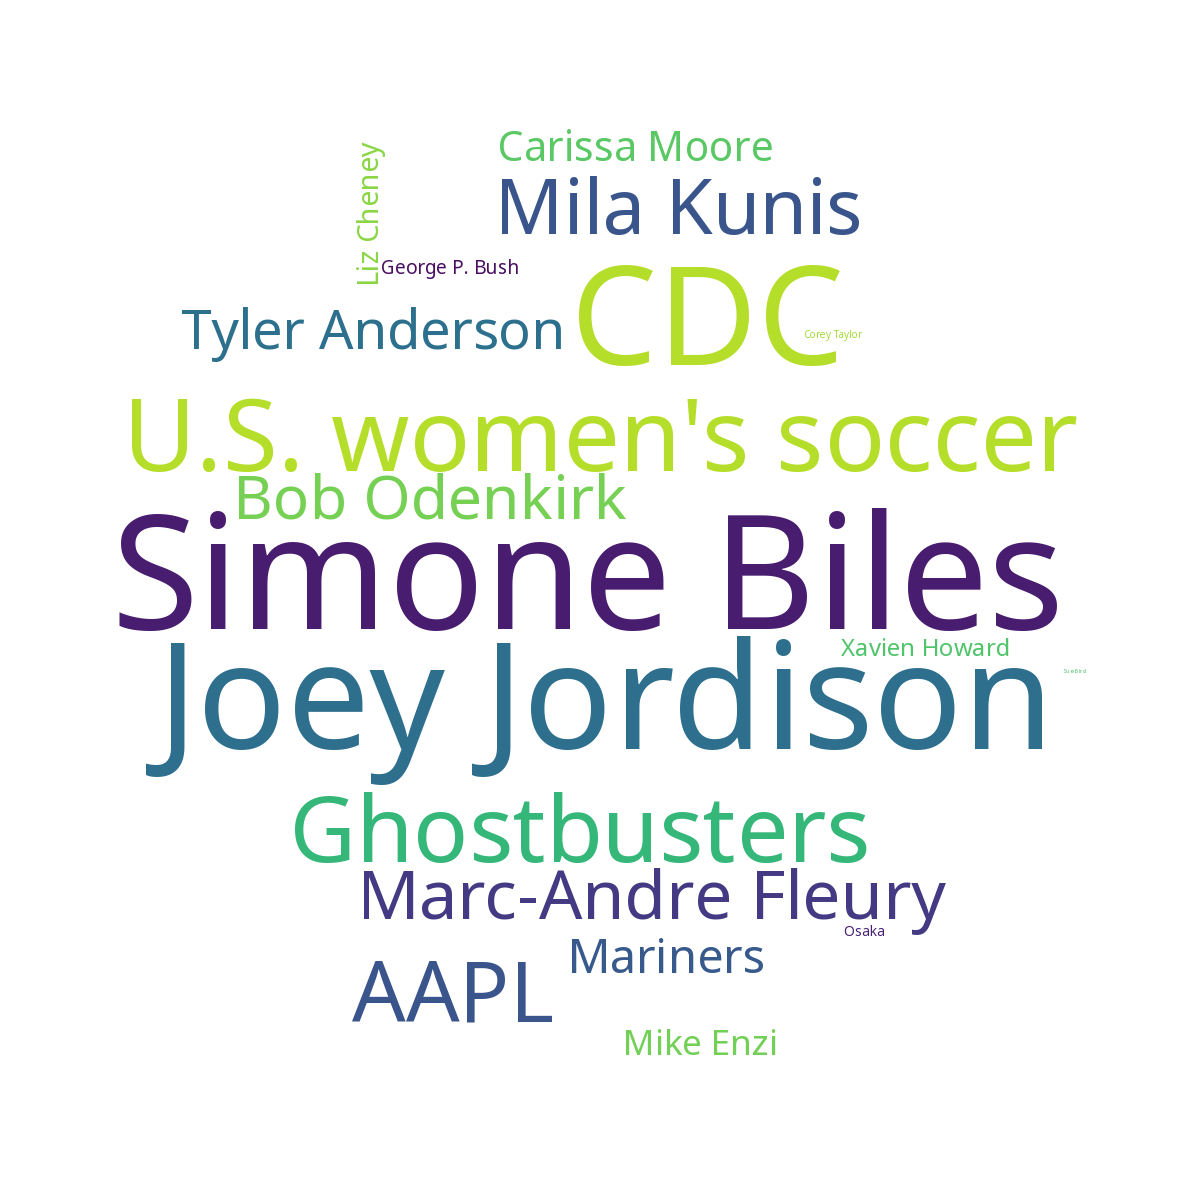 Carissa Moore
Liz Cheney
Mila Kunis
George P. Bush
CDC
Tyler Anderson
Corey Taylor
U.S. women's soccer
Bob Odenkirk
Simone Biles
Xavien Howard
Joey Jordison
Sue Bird
Ghostbusters
Marc-Andre Fleury
Osaka
Mariners
AAPL
Mike Enzi